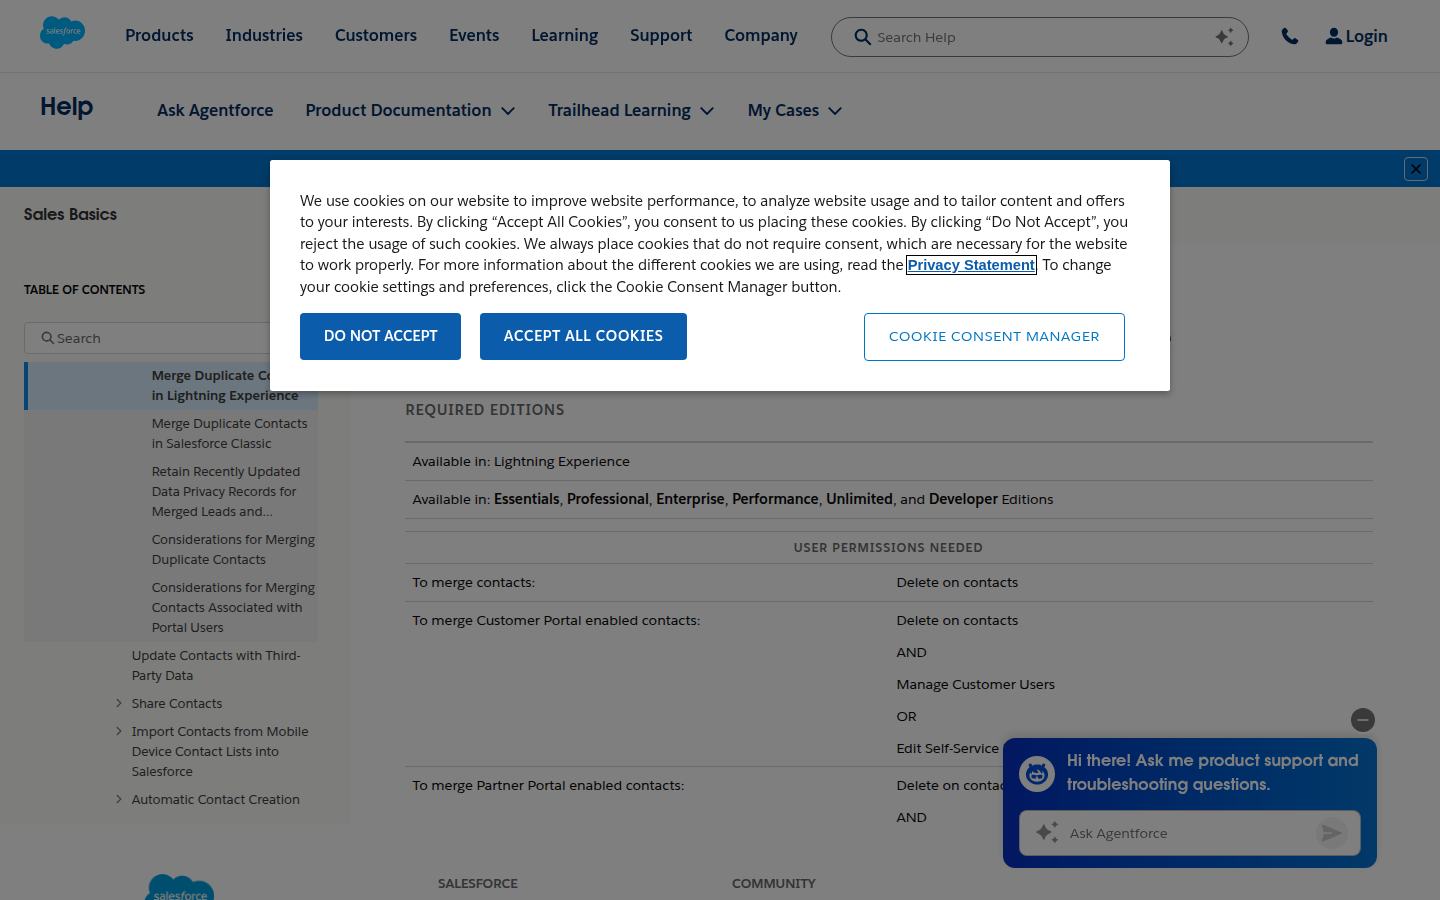 salesforce
Products
Industries
Customers
Events
Learning
Support
Company
Search Help
Login
Help
Ask Agentforce
Product Documentation
Trailhead Learning
My Cases
We use cookies on our website to improve website performance, to analyze website usage and to tailor content and offers
to your interests. By clicking “Accept All Cookies”, you consent to us placing these cookies. By clicking “Do Not Accept”, you
reject the usage of such cookies. We always place cookies that do not require consent, which are necessary for the website
to work properly. For more information about the different cookies we are using, read the Privacy Statement. To change
your cookie settings and preferences, click the Cookie Consent Manager button.
DO NOT ACCEPT
ACCEPT ALL COOKIES
COOKIE CONSENT MANAGER
Sales Basics
TABLE OF CONTENTS
Search
Merge Duplicate
in Lightning Experience
Merge Duplicate Contacts
in Salesforce Classic
Retain Recently Updated
Data Privacy Records for
Merged Leads and...
Considerations for Merging
Duplicate Contacts
Considerations for Merging
Contacts Associated with
Portal Users
Update Contacts with Third-
Party Data
Share Contacts
Import Contacts from Mobile
Device Contact Lists into
Salesforce
Automatic Contact Creation
REQUIRED EDITIONS
Available in: Lightning Experience
Available in: Essentials, Professional, Enterprise, Performance, Unlimited, and Developer Editions
USER PERMISSIONS NEEDED
To merge contacts:
Delete on contacts
To merge Customer Portal enabled contacts:
Delete on contacts
AND
Manage Customer Users
OR
Edit Self-Service
To merge Partner Portal enabled contacts:
Delete on
AND
Hi there! Ask me product support and
troubleshooting questions.
Ask Agentforce
salesforce
SALESFORCE
COMMUNITY